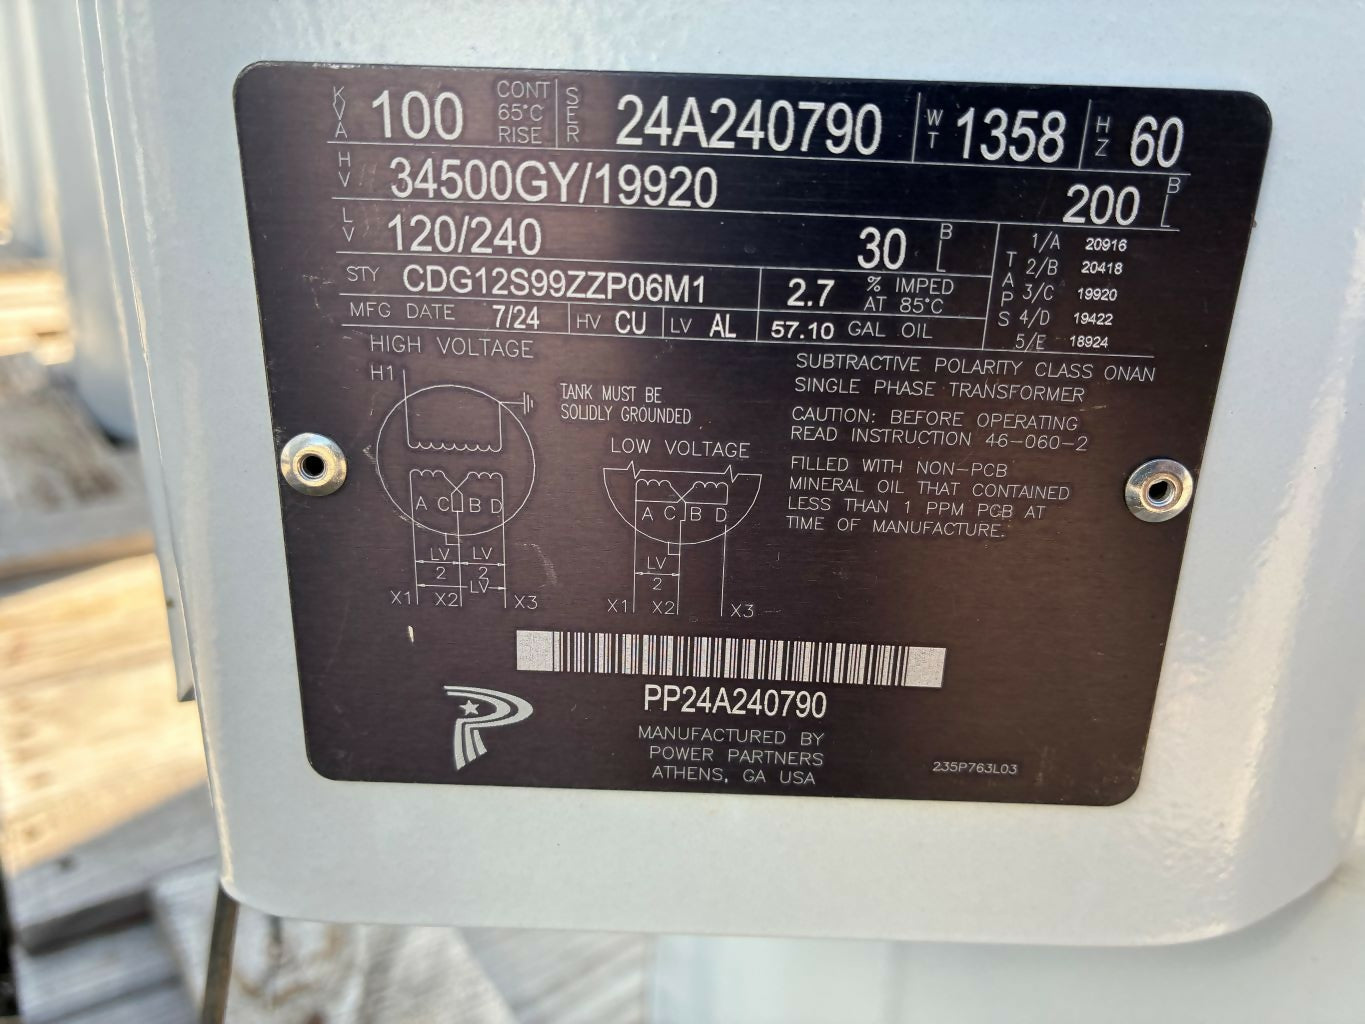 KVA 100 CONT 65°C RISE SER 24A240790 WT 1358 HZ 60
HV 34500GY/19920 200 BIL
LV 120/240 30 BIL
TAPS
1/A 20916
2/B 20418
3/C 19920
4/D 19422
5/E 18924
STY CDG12S99ZZP06M1 2.7 % IMPED AT 85°C
MFG DATE 7/24 HV CU LV AL 57.10 GAL OIL
HIGH VOLTAGE
H1
TANK MUST BE
SOLIDLY GROUNDED
A C B D
LV LV
2 2
LV
X1 X2 X3
LOW VOLTAGE
A C B D
LV
2
X1 X2 X3
SUBTRACTIVE POLARITY CLASS ONAN
SINGLE PHASE TRANSFORMER
CAUTION: BEFORE OPERATING
READ INSTRUCTION 46-060-2
FILLED WITH NON-PCB
MINERAL OIL THAT CONTAINED
LESS THAN 1 PPM PCB AT
TIME OF MANUFACTURE.
PP24A240790
MANUFACTURED BY
POWER PARTNERS
ATHENS, GA USA
235P763L03